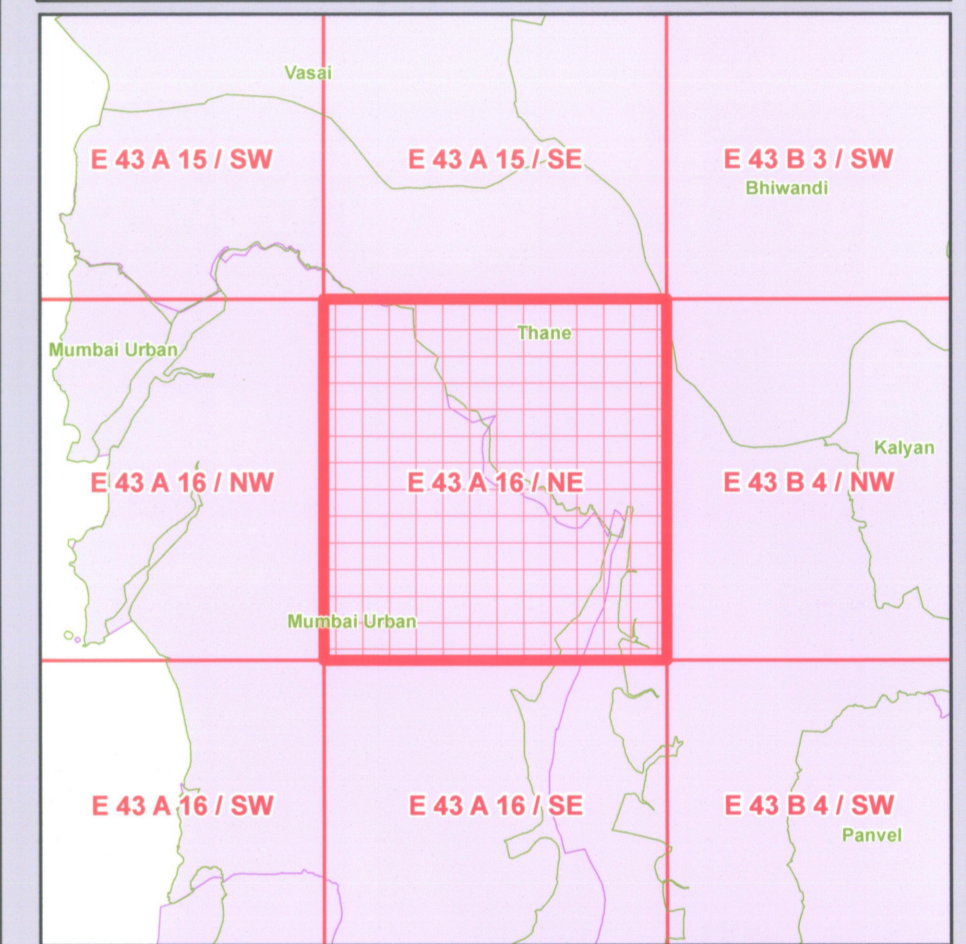 Vasai
E 43 A 15 / SW
E 43 A 15 / SE
E 43 B 3 / SW
Bhiwandi
Thane
Mumbai Urban
Kalyan
E 43 A 16 / NW
E 43 A 16 / NE
E 43 B 4 / NW
Mumbai Urban
E 43 A 16 / SW
E 43 A 16 / SE
E 43 B 4 / SW
Panvel